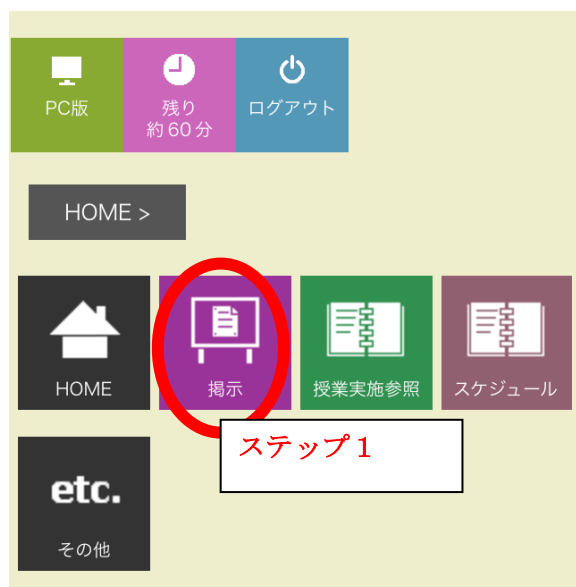 PC版
残り
約60分
ログアウト
HOME >
HOME
掲示
授業実施参照
スケジュール
ステップ１
etc.
その他